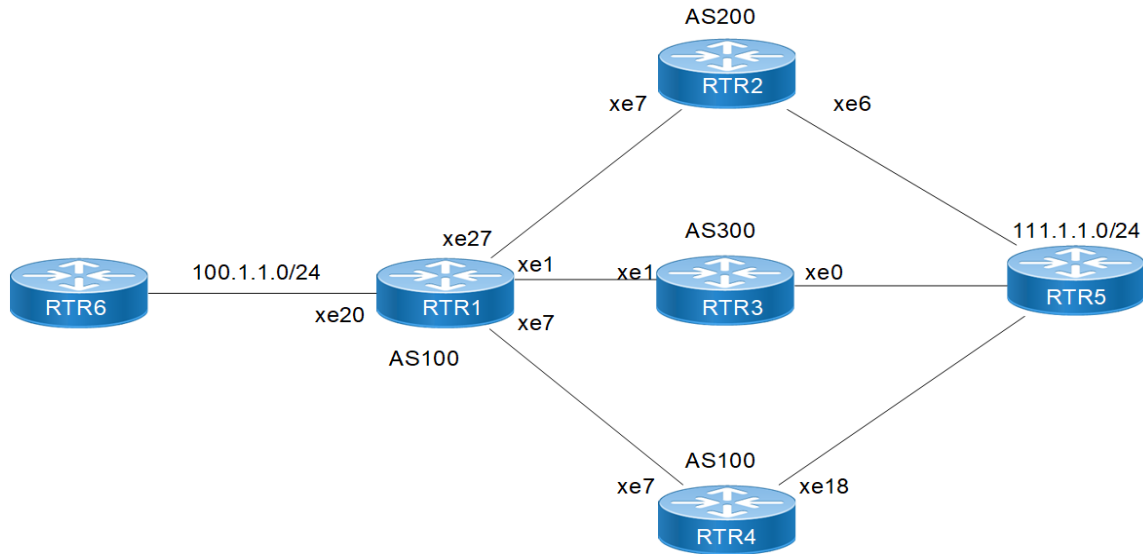 AS200
RTR2
xe7
xe6
xe27
AS300
111.1.1.0/24
100.1.1.0/24
xe1
xe1
xe0
RTR6
RTR1
RTR3
RTR5
xe20
xe7
AS100
AS100
xe7
xe18
RTR4